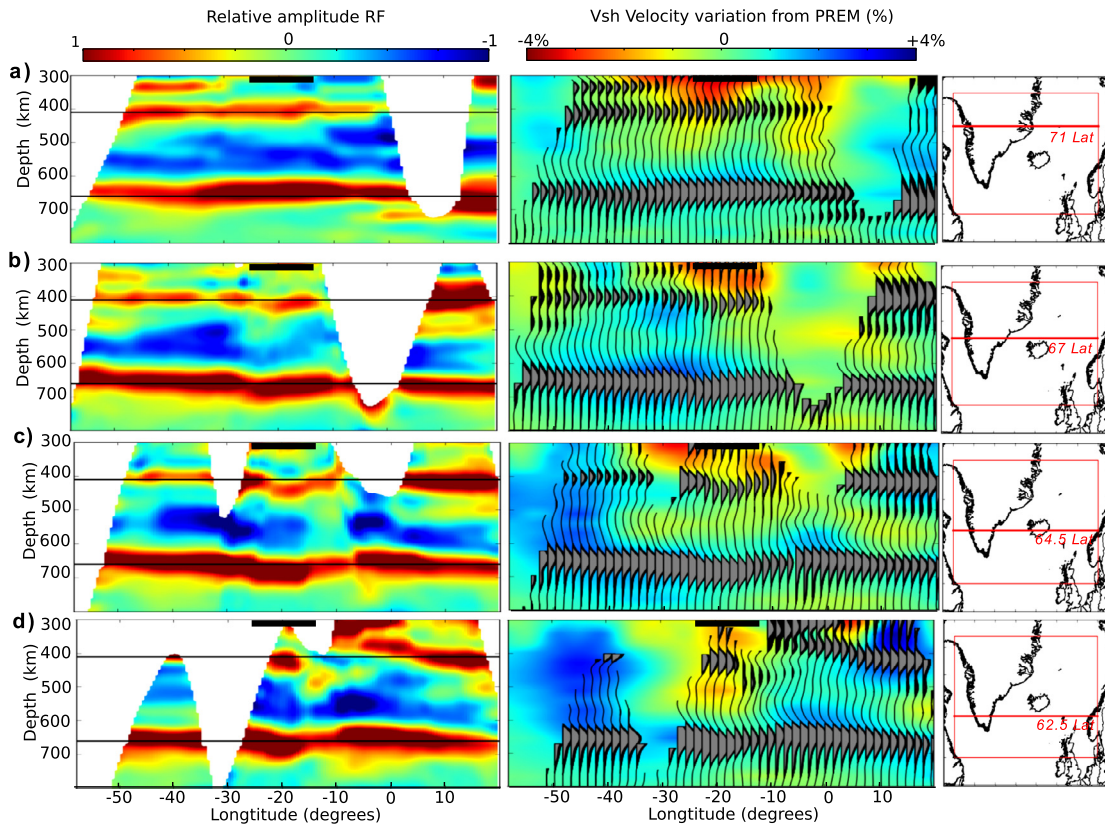 Relative amplitude RF
Vsh Velocity variation from PREM (%)
1 0 -1
-4% 0 +4%
a)
Depth (km)
300
400
500
600
700
71 Lat
b)
Depth (km)
300
400
500
600
700
67 Lat
c)
Depth (km)
300
400
500
600
700
64.5 Lat
d)
Depth (km)
300
400
500
600
700
62.5 Lat
-50 -40 -30 -20 -10 0 10
-50 -40 -30 -20 -10 0 10
Longtitude (degrees)
Longtitude (degrees)